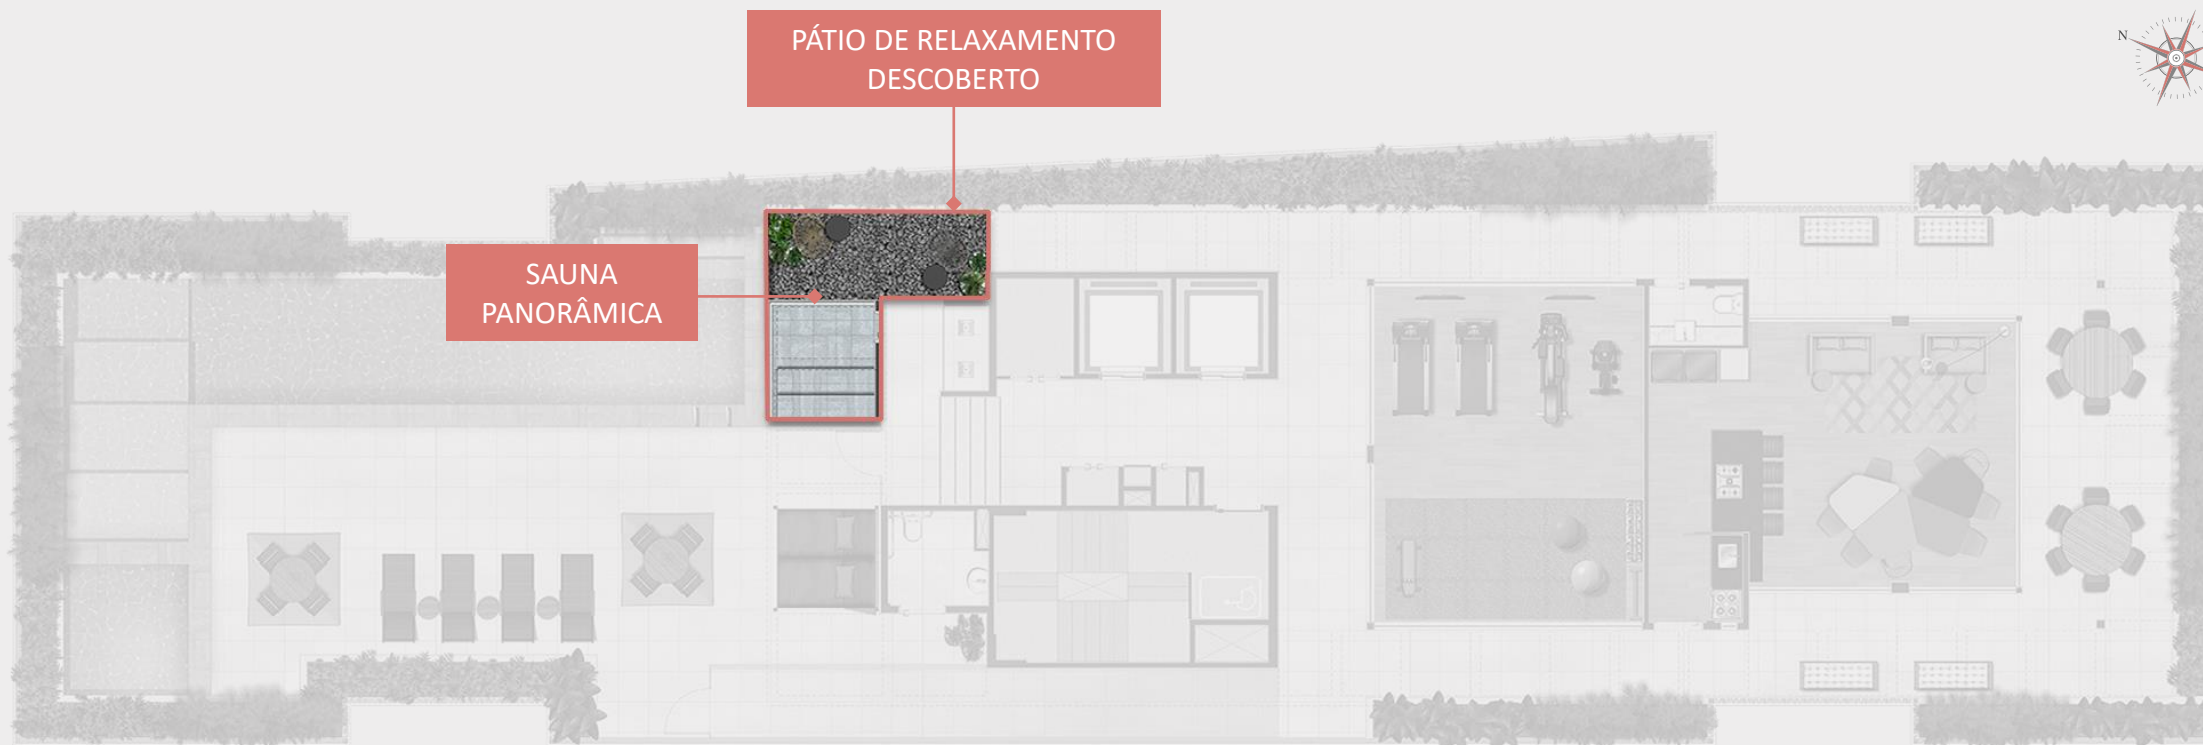 PÁTIO DE RELAXAMENTO
DESCOBERTO
N
SAUNA
PANORÂMICA